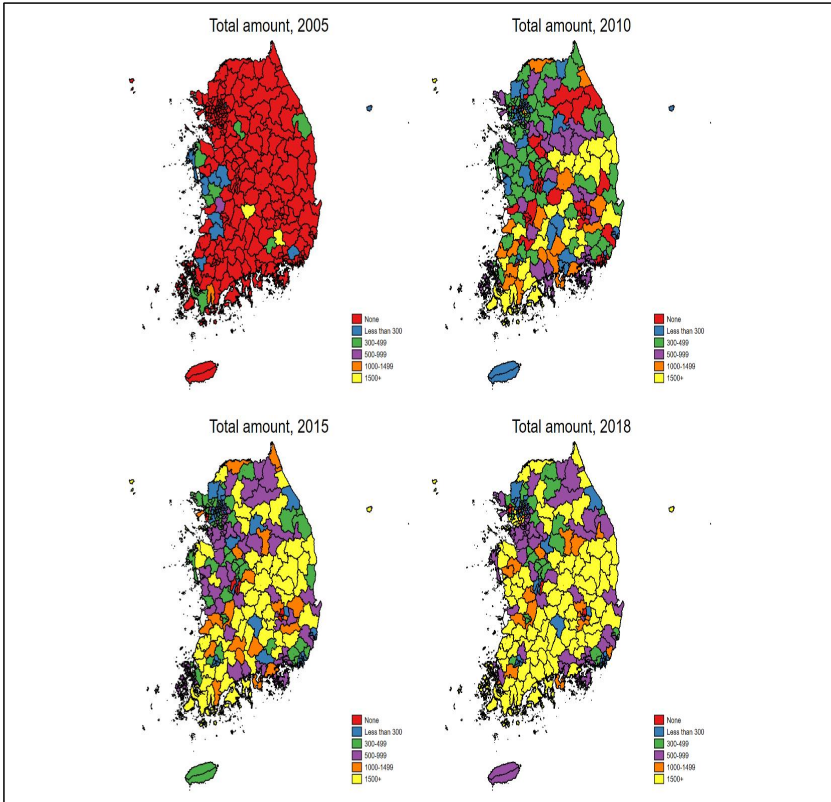 Total amount, 2005
None
Less than 300
300-499
500-999
1000-1499
1500+
Total amount, 2010
None
Less than 300
300-499
500-999
1000-1499
1500+
Total amount, 2015
None
Less than 300
300-499
500-999
1000-1499
1500+
Total amount, 2018
None
Less than 300
300-499
500-999
1000-1499
1500+